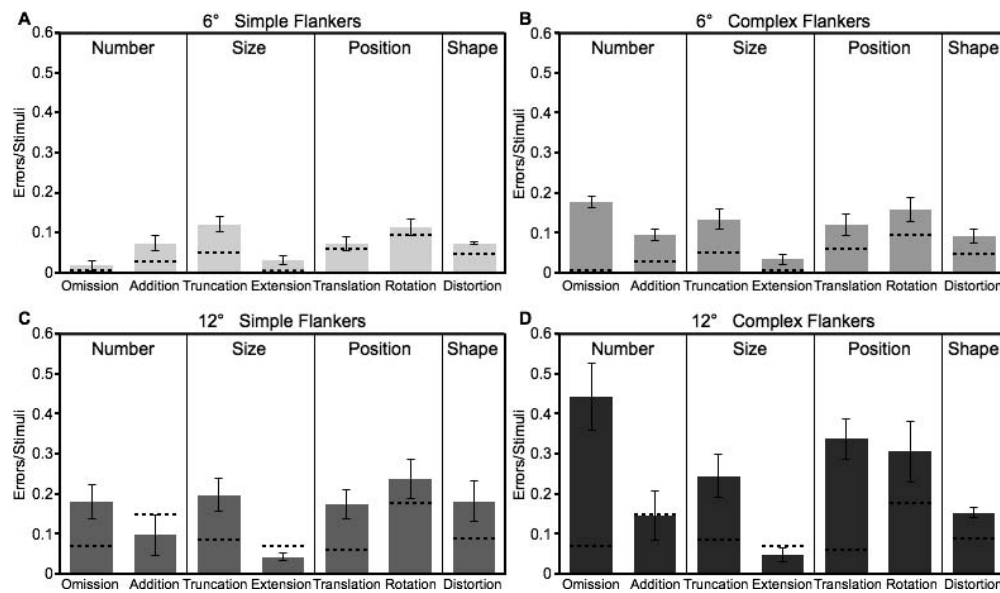 A 6° Simple Flankers
Errors/Stimuli
0.6
0.5
0.4
0.3
0.2
0.1
0
Number Size Position Shape
Omission Addition Truncation Extension Translation Rotation Distortion
B 6° Complex Flankers
Errors/Stimuli
0.6
0.5
0.4
0.3
0.2
0.1
0
Number Size Position Shape
Omission Addition Truncation Extension Translation Rotation Distortion
C 12° Simple Flankers
Errors/Stimuli
0.6
0.5
0.4
0.3
0.2
0.1
0
Number Size Position Shape
Omission Addition Truncation Extension Translation Rotation Distortion
D 12° Complex Flankers
Errors/Stimuli
0.6
0.5
0.4
0.3
0.2
0.1
0
Number Size Position Shape
Omission Addition Truncation Extension Translation Rotation Distortion